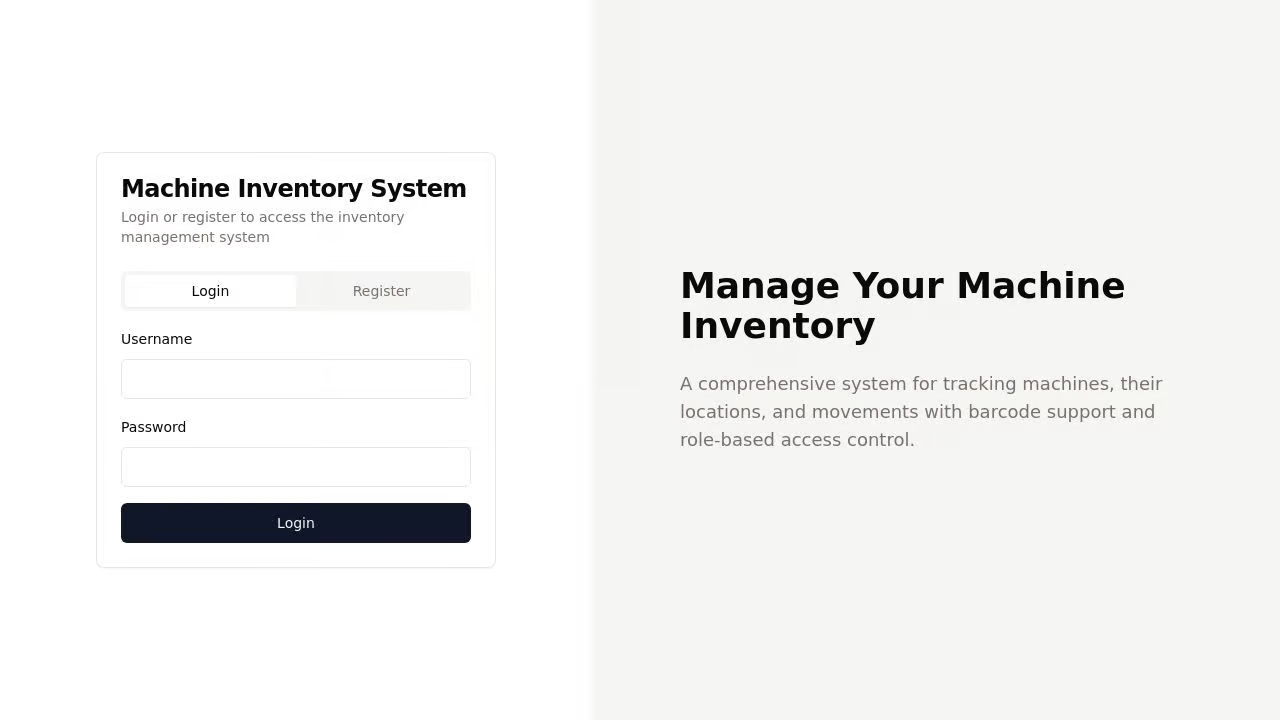 Machine Inventory System
Login or register to access the inventory
management system
Login
Register
Username
Password
Login
Manage Your Machine
Inventory
A comprehensive system for tracking machines, their
locations, and movements with barcode support and
role-based access control.